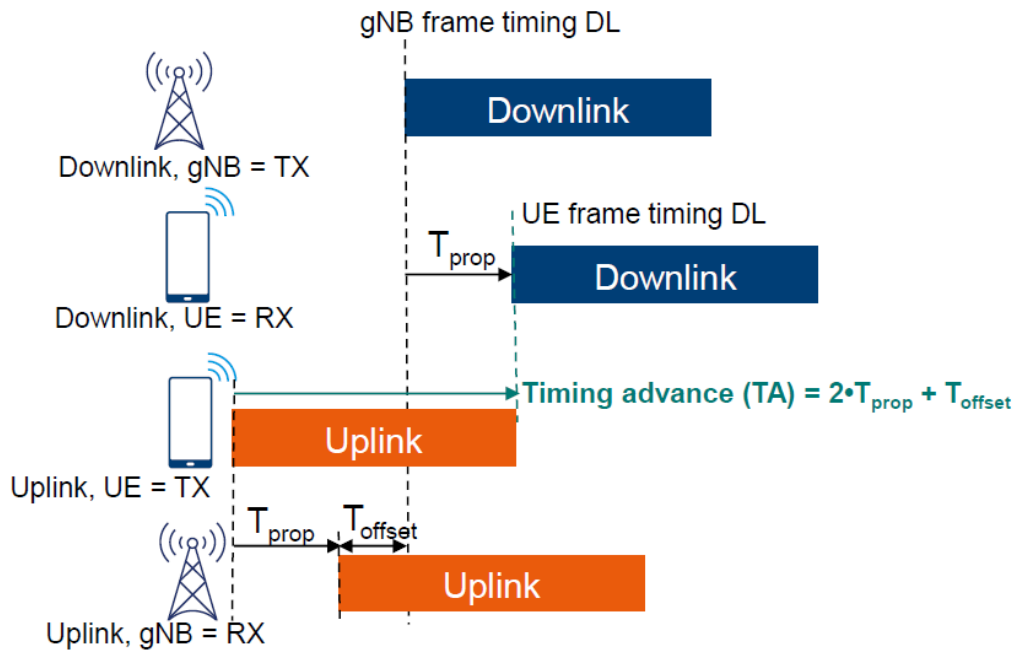 gNB frame timing DL
Downlink
Downlink, gNB = TX
UE frame timing DL
Tprop
Downlink
Downlink, UE = RX
Timing advance (TA) = 2•Tprop + Toffset
Uplink
Uplink, UE = TX
Tprop Toffset
Uplink
Uplink, gNB = RX